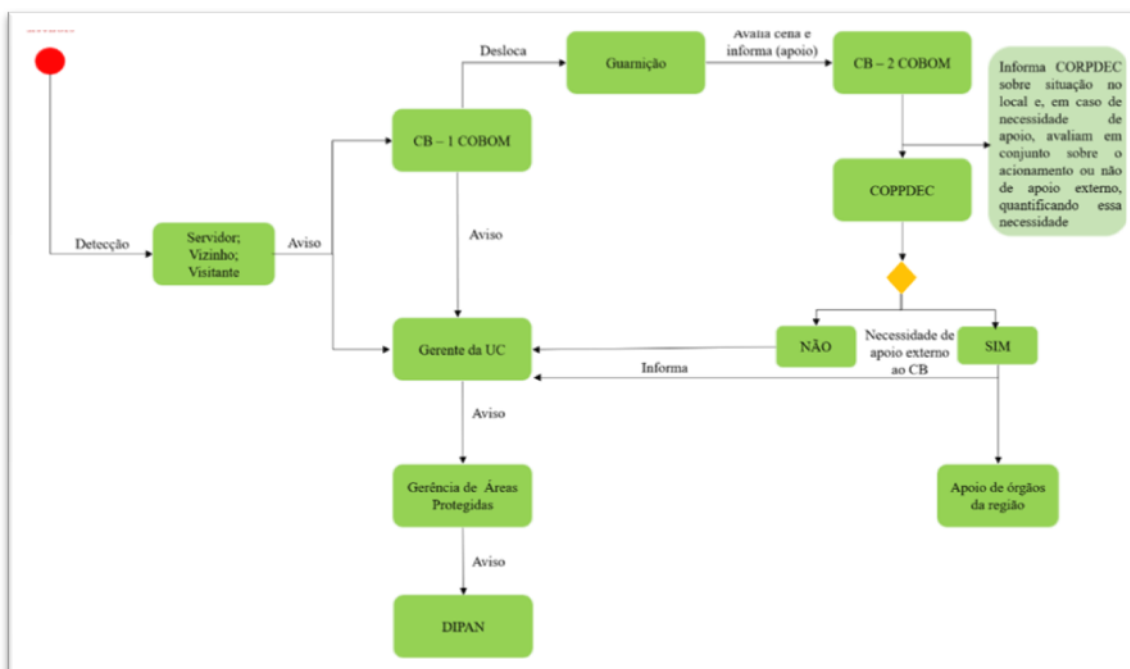 Desloca
Guarnição
Avalia cena e
informa (apoio)
CB – 2 COBOM
Informa CORPDEC
sobre situação no
local e, em caso de
necessidade de
apoio, avaliam em
conjunto sobre o
acionamento ou não
de apoio externo,
quantificando essa
necessidade
CB – 1 COBOM
COPPDEC
Detecção
Servidor;
Vizinho;
Visitante
Aviso
Aviso
Gerente da UC
NÃO
Necessidade de
apoio externo
ao CB
SIM
Informa
Aviso
Gerência de Áreas
Protegidas
Apoio de órgãos
da região
Aviso
DIPAN